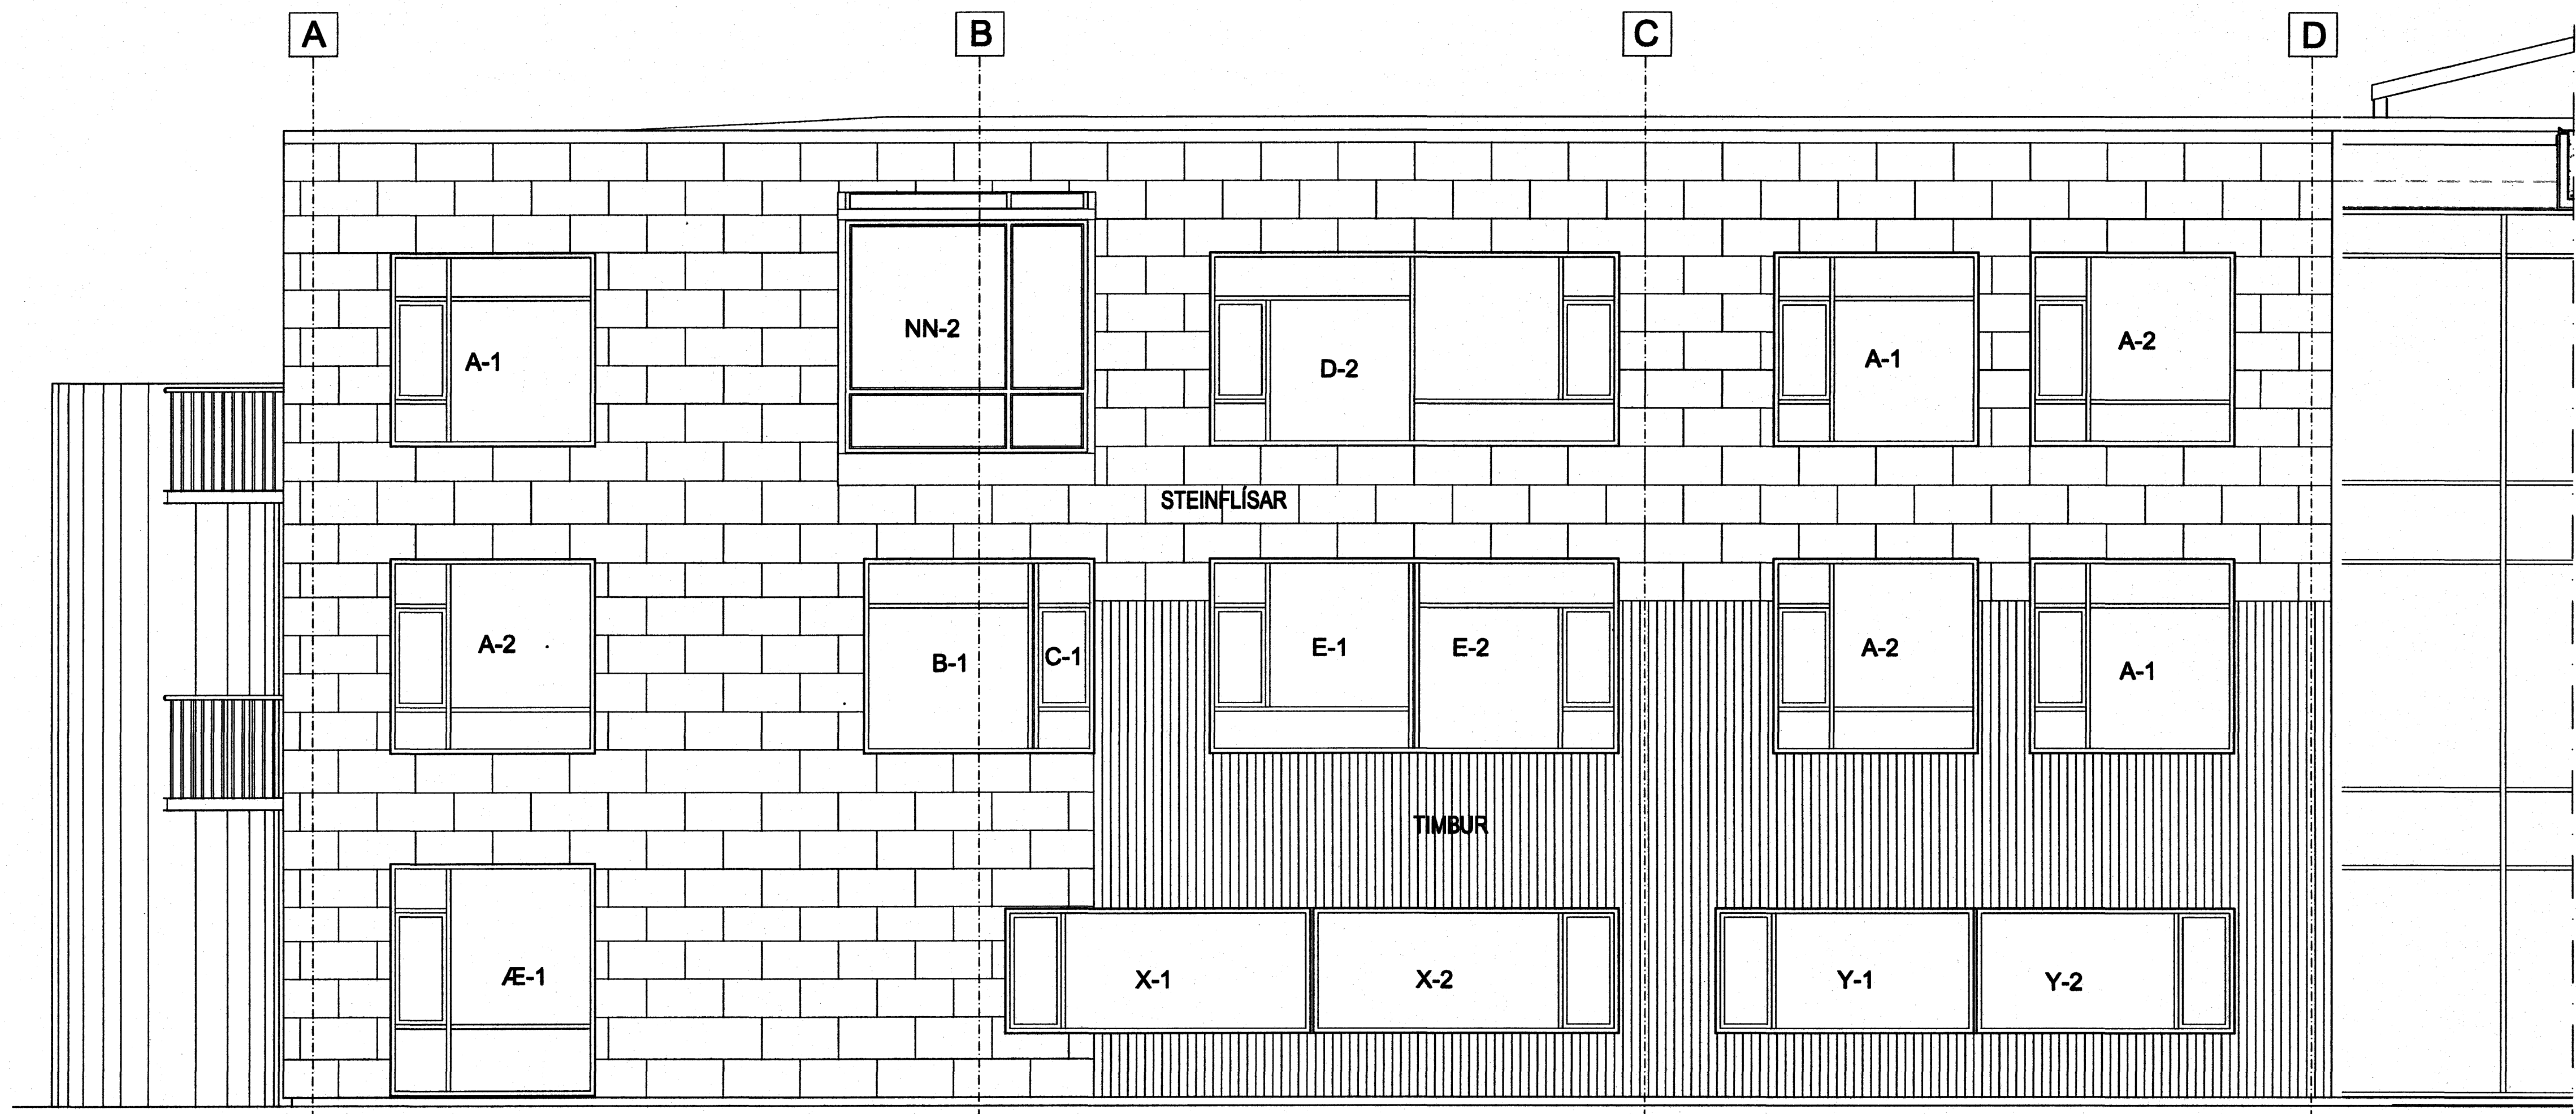 A B C D
NN-2
A-1 D-2 A-1 A-2
STEINFLÍSAR
A-2 B-1 C-1 E-1 E-2 A-2 A-1
TIMBUR
Æ-1 X-1 X-2 Y-1 Y-2